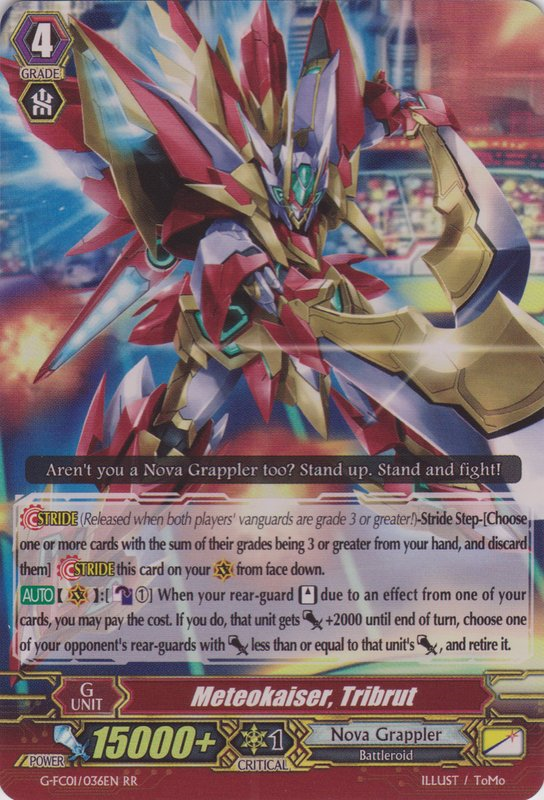 4
GRADE
Aren't you a Nova Grappler too? Stand up. Stand and fight!
STRIDE (Released when both players' vanguards are grade 3 or greater!)-Stride Step-[Choose
one or more cards with the sum of their grades being 3 or greater from your hand, and discard
them] STRIDE this card on your from face down.
AUTO【 】:[ ①] When your rear-guard due to an effect from one of your
cards, you may pay the cost. If you do, that unit gets +2000 until end of turn, choose one
of your opponent's rear-guards with less than or equal to that unit's , and retire it.
G
UNIT
Meteokaiser, Tribrut
POWER 15000+ 1
CRITICAL
Nova Grappler
Battleroid
G-FC01/036EN RR ILLUST / ToMo